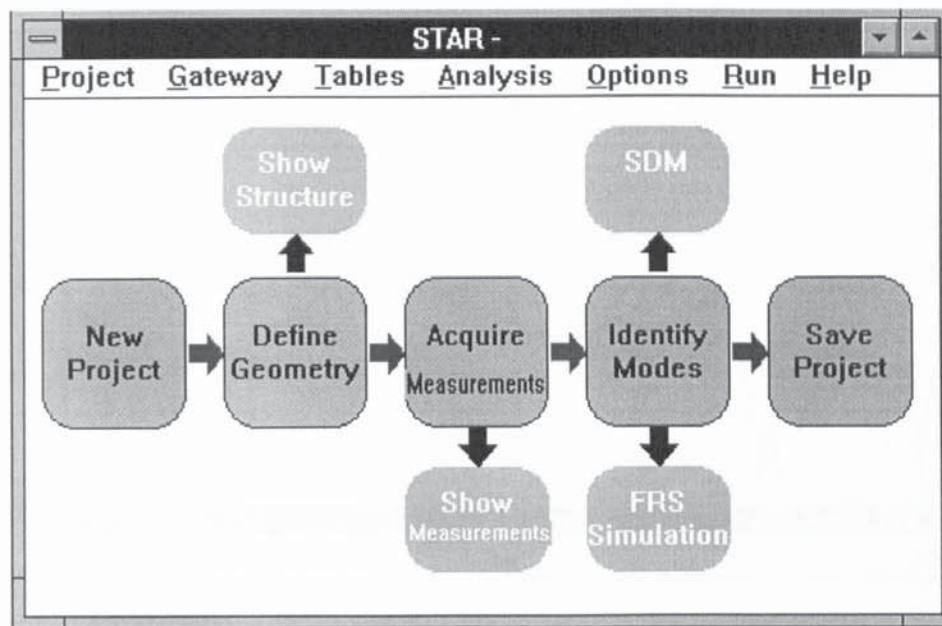 STAR -
Project Gateway Tables Analysis Options Run Help
Show
Structure
SDM
New
Project
Define
Geometry
Acquire
Measurements
Identify
Modes
Save
Project
Show
Measurements
FRS
Simulation